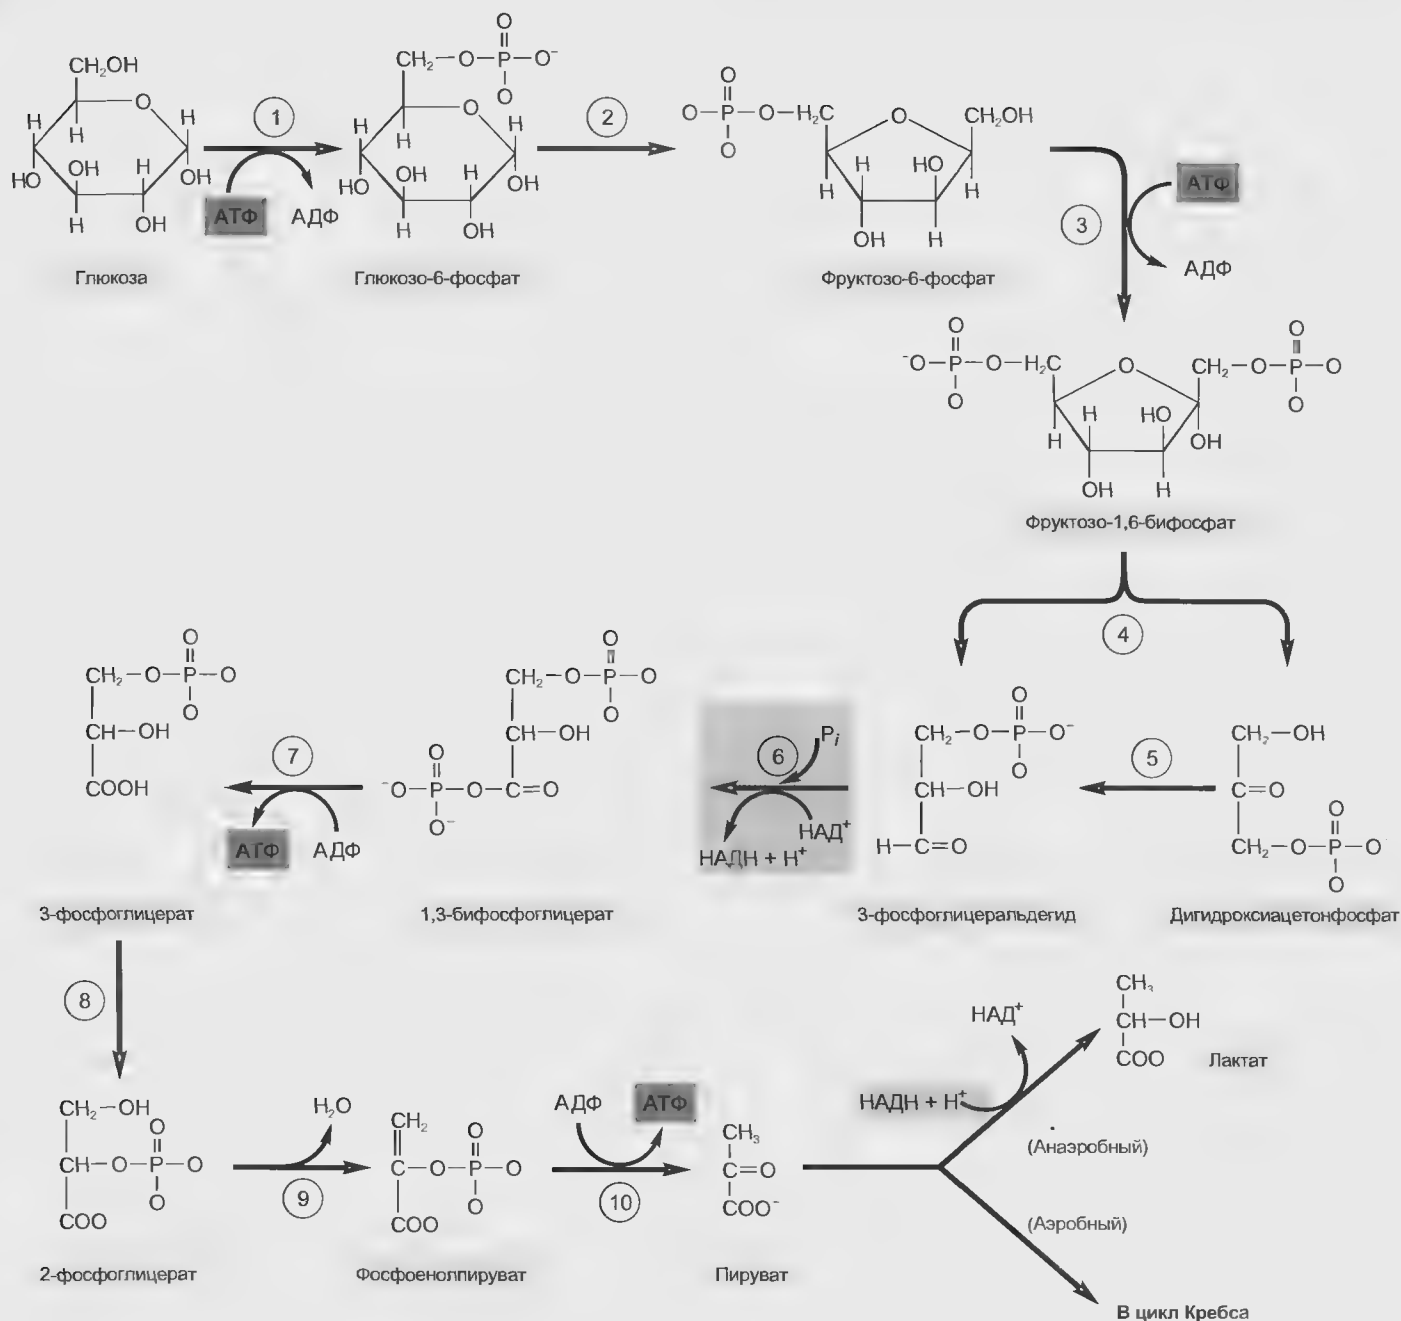 CH₂OH
O
H
H
H
H
H
HO
OH
OH
H
OH
Глюкоза
1
АТФ
АДФ
O
CH₂—O—P—O⁻
O
O
H
H
H
H
H
HO
OH
OH
H
OH
Глюкозо-6-фосфат
2
O
O—P—O—H₂C
O
O
CH₂OH
H
H
HO
H
OH
H
Фруктозо-6-фосфат
3
АТФ
АДФ
O
⁻O—P—O—H₂C
O
O
O
CH₂—O—P—O
O
H
H
HO
OH
OH
H
Фруктозо-1,6-бифосфат
4
O
CH₂—O—P—O
O
CH—OH
COOH
3-фосфоглицерат
7
АТФ
АДФ
O
CH₂—O—P—O
O
CH—OH
O
⁻O—P—O—C=O
O⁻
1,3-бифосфоглицерат
6
Pi
НАД⁺
НАДН + H⁺
O
CH₂—O—P—O⁻
O
CH—OH
H—C=O
3-фосфоглицеральдегид
5
CH₂—OH
C=O
O
CH₂—O—P—O
O
Дигидроксиацетонфосфат
8
CH₂—OH
O
CH—O—P—O
O
COO
2-фосфоглицерат
H₂O
9
CH₂
O
C—O—P—O
O
COO
Фосфоенолпируват
АДФ
АТФ
10
CH₃
C=O
COO⁻
Пируват
НАД⁺
НАДН + H⁺
CH₃
CH—OH
COO
Лактат
(Анаэробный)
(Аэробный)
В цикл Кребса